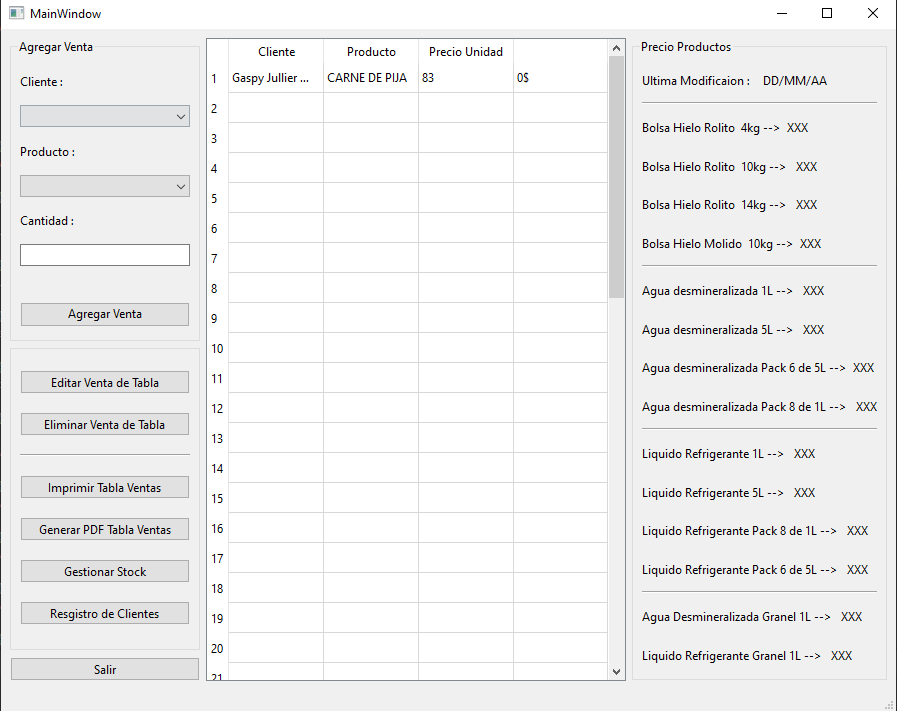 MainWindow
Agregar Venta
Cliente :
Producto :
Cantidad :
Agregar Venta
Editar Venta de Tabla
Eliminar Venta de Tabla
Imprimir Tabla Ventas
Generar PDF Tabla Ventas
Gestionar Stock
Resgistro de Clientes
Salir
Cliente Producto Precio Unidad
1 Gaspy Jullier ... CARNE DE PIJA 83 0$
2
3
4
5
6
7
8
9
10
11
12
13
14
15
16
17
18
19
20
21
Precio Productos
Ultima Modificaion : DD/MM/AA
Bolsa Hielo Rolito 4kg --> XXX
Bolsa Hielo Rolito 10kg --> XXX
Bolsa Hielo Rolito 14kg --> XXX
Bolsa Hielo Molido 10kg --> XXX
Agua desmineralizada 1L --> XXX
Agua desmineralizada 5L --> XXX
Agua desmineralizada Pack 6 de 5L --> XXX
Agua desmineralizada Pack 8 de 1L --> XXX
Liquido Refrigerante 1L --> XXX
Liquido Refrigerante 5L --> XXX
Liquido Refrigerante Pack 8 de 1L --> XXX
Liquido Refrigerante Pack 6 de 5L --> XXX
Agua Desmineralizada Granel 1L --> XXX
Liquido Refrigerante Granel 1L --> XXX